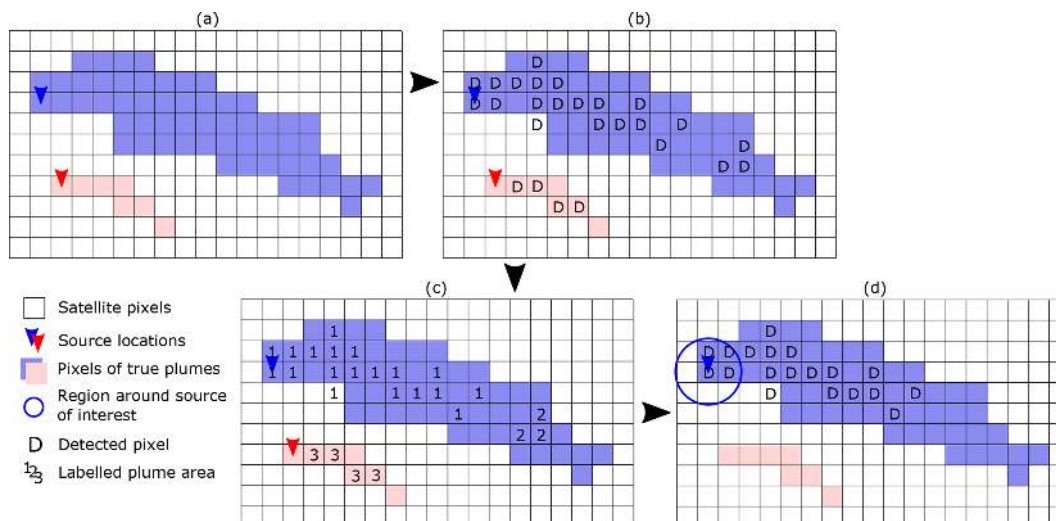 (a)
(b)
D
D D D D D
D D D D D D D
D D D D D
D D
D D
D D
D D
Satellite pixels
Source locations
Pixels of true plumes
Region around source
of interest
D Detected pixel
1 2 3 Labelled plume area
(c)
1
1 1 1 1 1
1 1 1 1 1 1 1
1 1 1 1 1
1 2
2 2
3 3
3 3
(d)
D
D D D D D
D D D D D D D
D D D D D
D